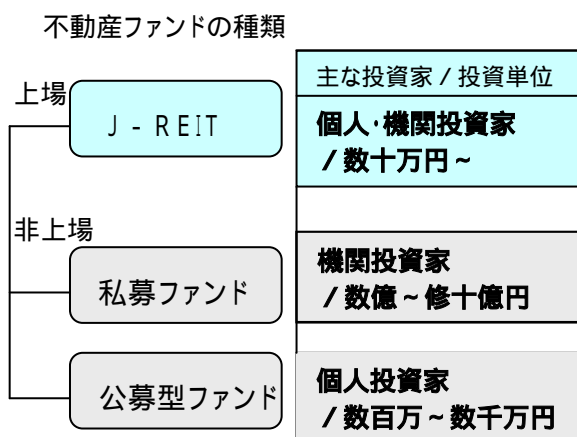 不動産ファンドの種類
主な投資家／投資単位
上場
J－REIT
個人・機関投資家
／数十万円～
非上場
私募ファンド
機関投資家
／数億～修十億円
公募型ファンド
個人投資家
／数百万～数千万円